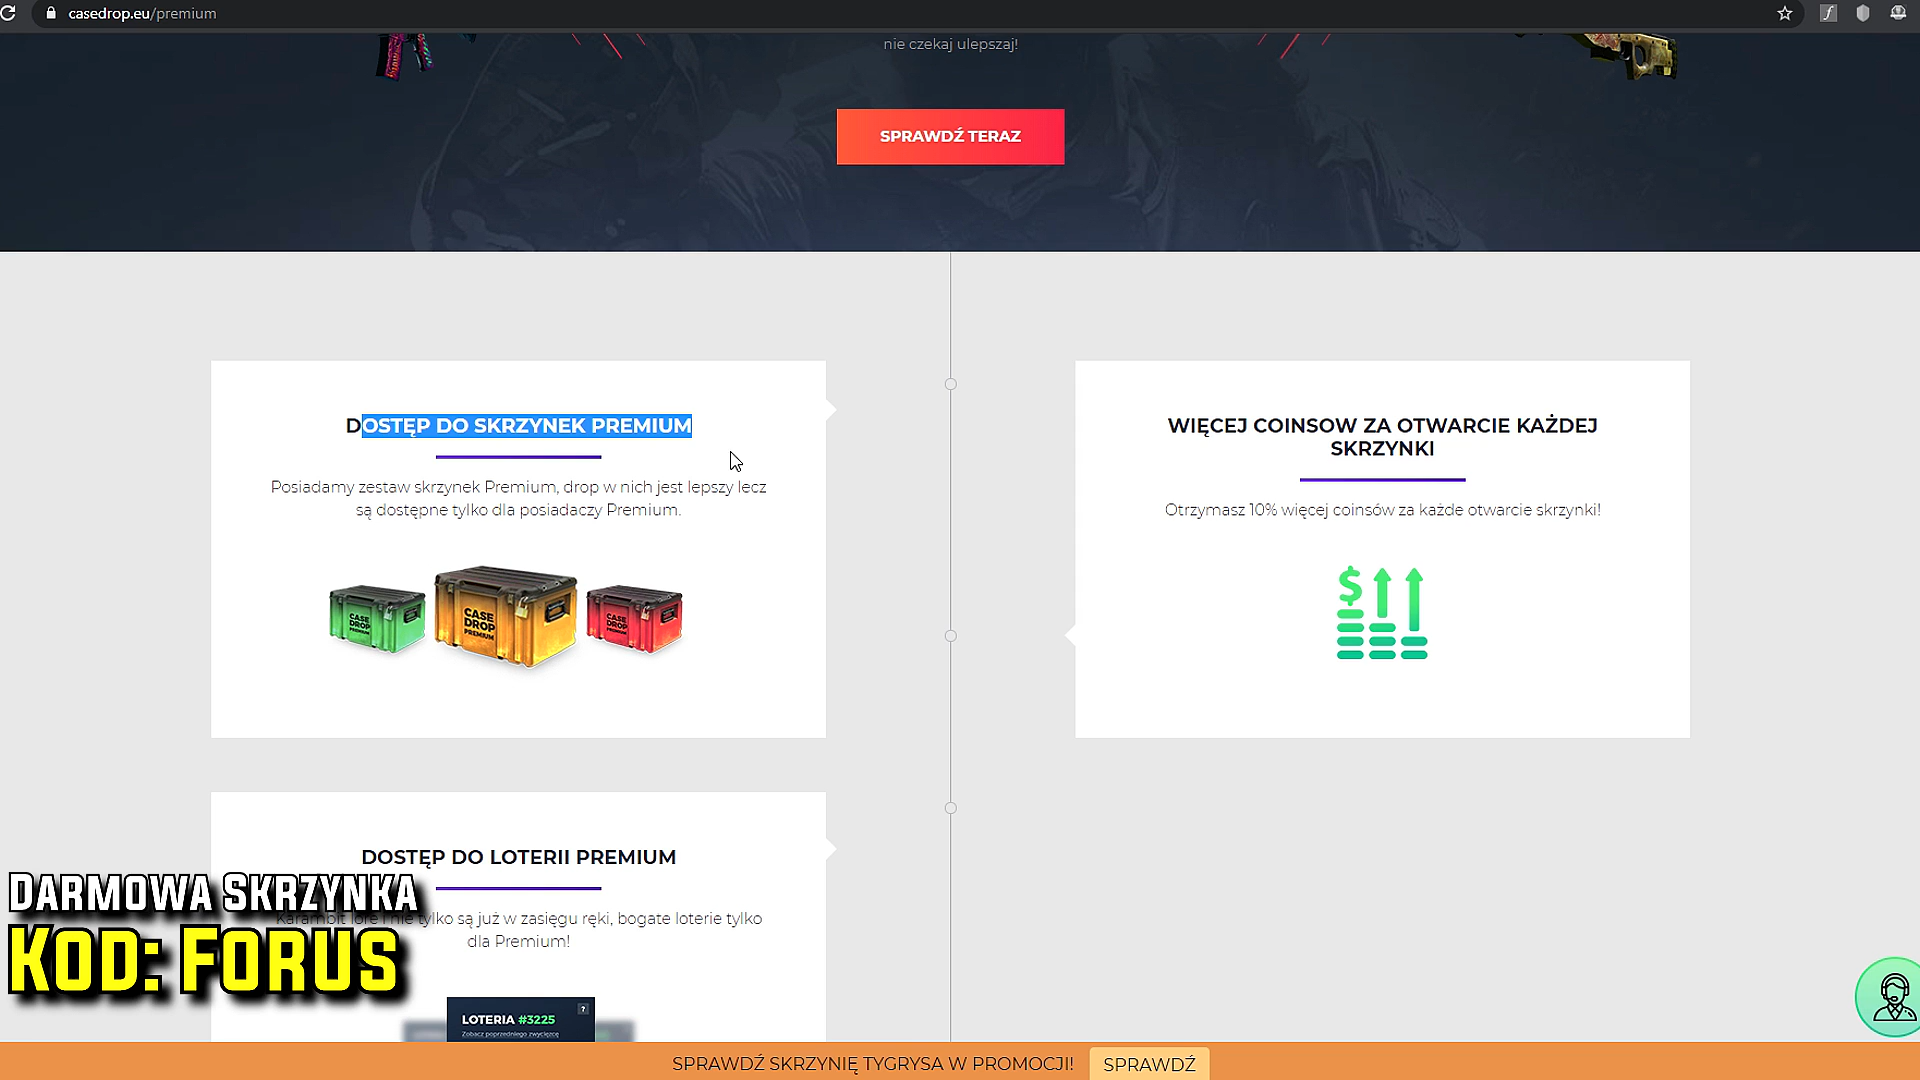 casedrop.eu/premium
nie czekaj ulepszaj!
SPRAWDŹ TERAZ
DOSTĘP DO SKRZYNEK PREMIUM
Posiadamy zestaw skrzynek Premium, drop w nich jest lepszy lecz
są dostępne tylko dla posiadaczy Premium.
CASE
DROP
PREMIUM
CASE
DROP
PREMIUM
CASE
DROP
PREMIUM
WIĘCEJ COINSOW ZA OTWARCIE KAŻDEJ
SKRZYNKI
Otrzymasz 10% więcej coinsów za każde otwarcie skrzynki!
$
DOSTĘP DO LOTERII PREMIUM
Karambit lore i nie tylko są już w zasięgu ręki, bogate loterie tylko
dla Premium!
DARMOWA SKRZYNKA
KOD: FORUS
LOTERIA #3225
?
Zobacz poprzedniego zwycięzcę
SPRAWDŹ SKRZYNIĘ TYGRYSA W PROMOCJI!
SPRAWDŹ